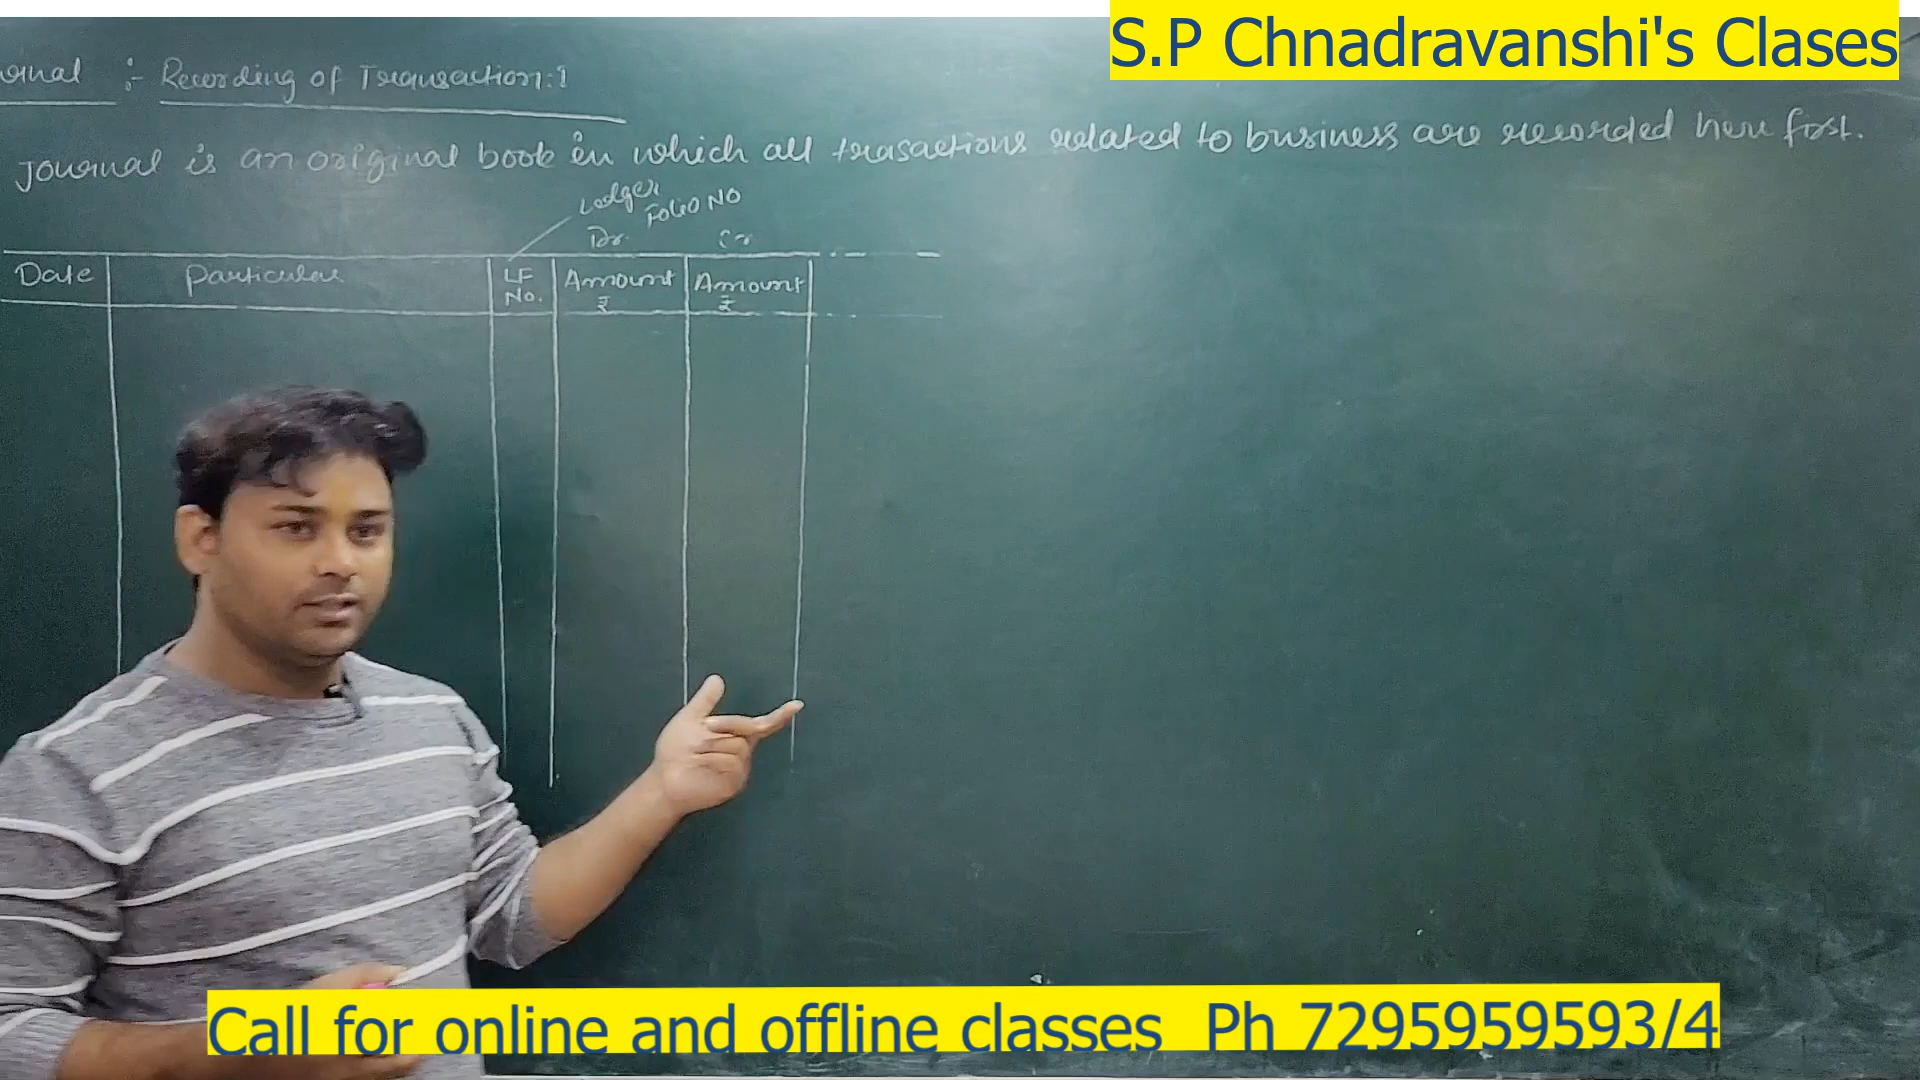 S.P Chnadravanshi's Clases
ournal :- Recording of Transaction:1
Journal is an original book in which all trasactions related to business are recorded here first.
Ledger
Folio NO
Dr. Cr
Date Particular LF No. Amount ₹ Amount ₹
Call for online and offline classes Ph 7295959593/4